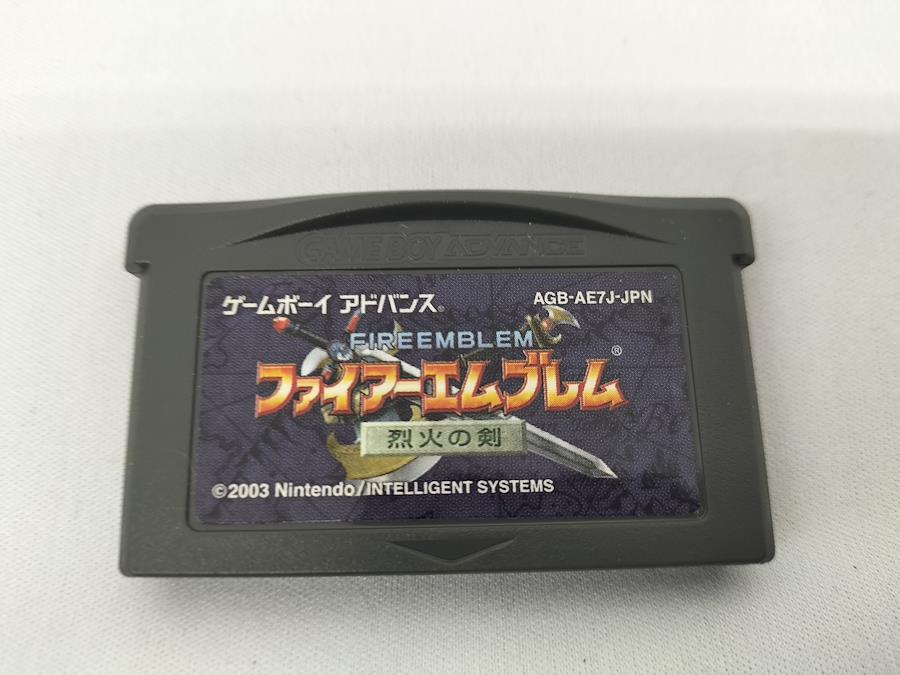 GAME BOY ADVANCE
ゲームボーイ アドバンス®
AGB-AE7J-JPN
FIREEMBLEM
ファイアーエムブレム®
烈火の剣
©2003 Nintendo/INTELLIGENT SYSTEMS